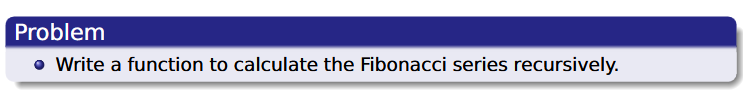 Problem
Write a function to calculate the Fibonacci series recursively.